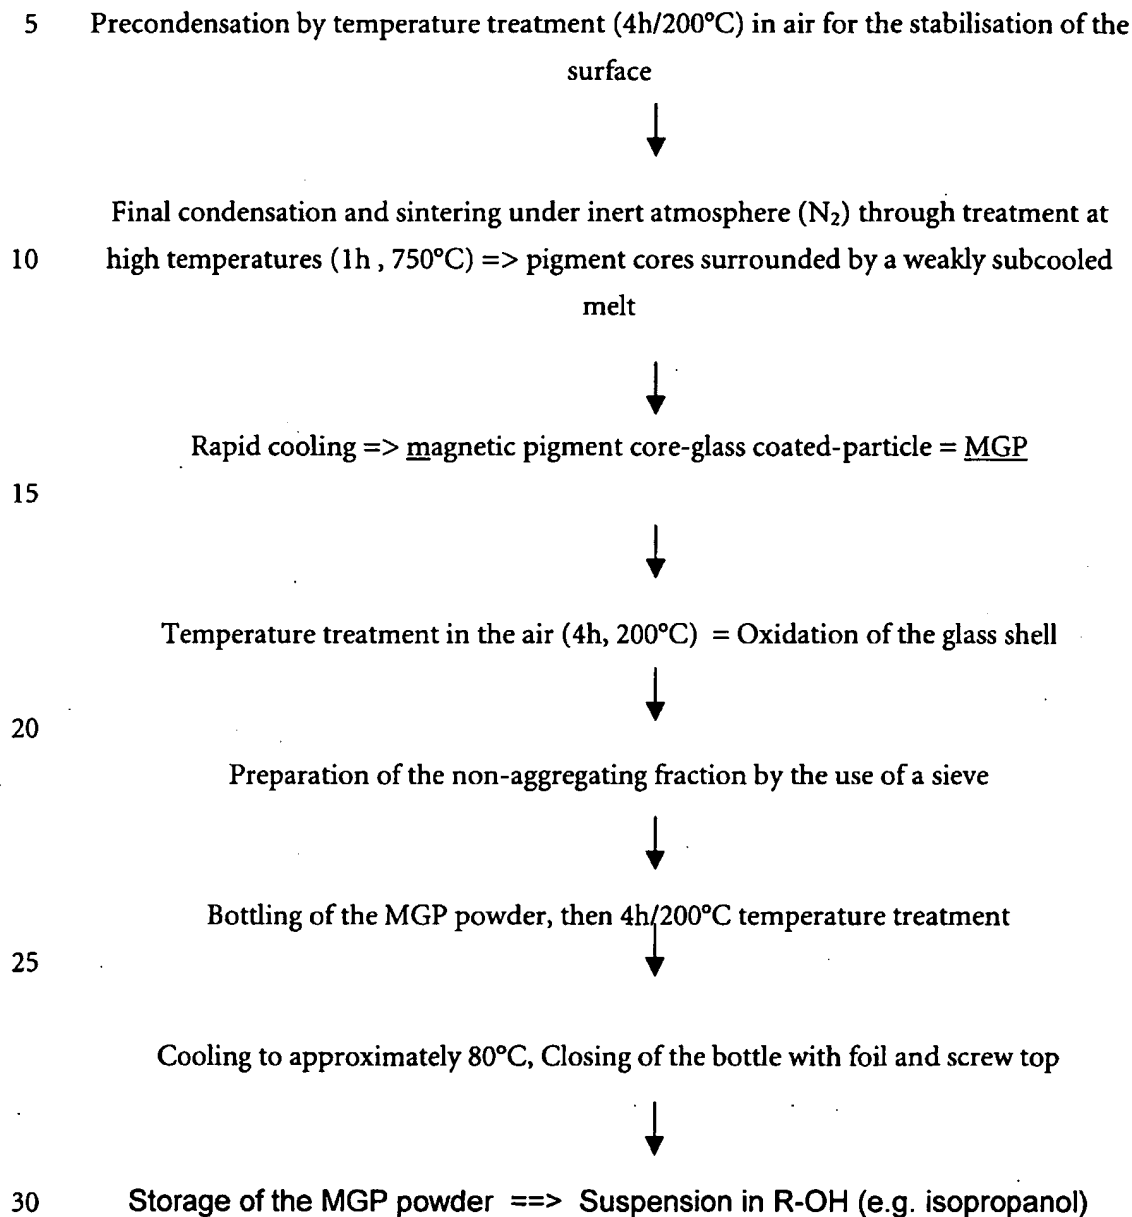 5 Precondensation by temperature treatment (4h/200°C) in air for the stabilisation of the
surface
Final condensation and sintering under inert atmosphere (N₂) through treatment at
10 high temperatures (1h , 750°C) => pigment cores surrounded by a weakly subcooled
melt
Rapid cooling => magnetic pigment core-glass coated-particle = MGP
15
Temperature treatment in the air (4h, 200°C) = Oxidation of the glass shell
20
Preparation of the non-aggregating fraction by the use of a sieve
Bottling of the MGP powder, then 4h/200°C temperature treatment
25
Cooling to approximately 80°C, Closing of the bottle with foil and screw top
30 Storage of the MGP powder ==> Suspension in R-OH (e.g. isopropanol)